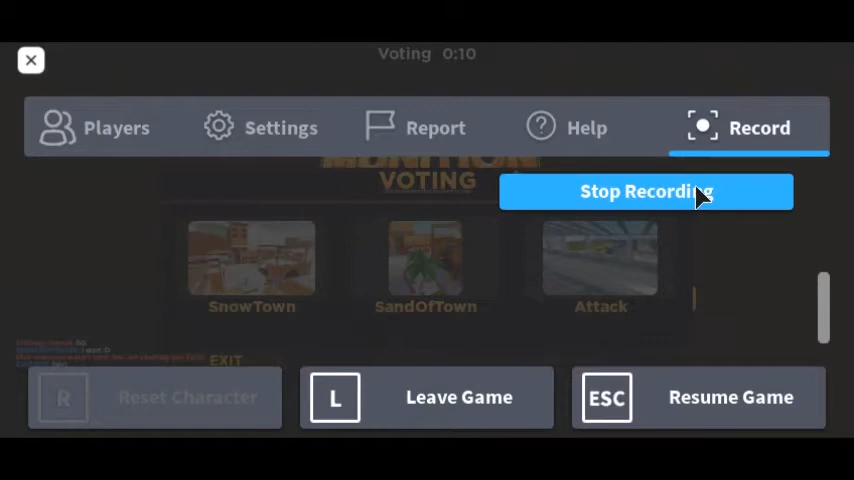 Voting 0:10
Players
Settings
Report
Help
Record
VOTING
Stop Recording
SnowTown
SandOfTown
Attack
EXIT
R Reset Character
L Leave Game
ESC Resume Game